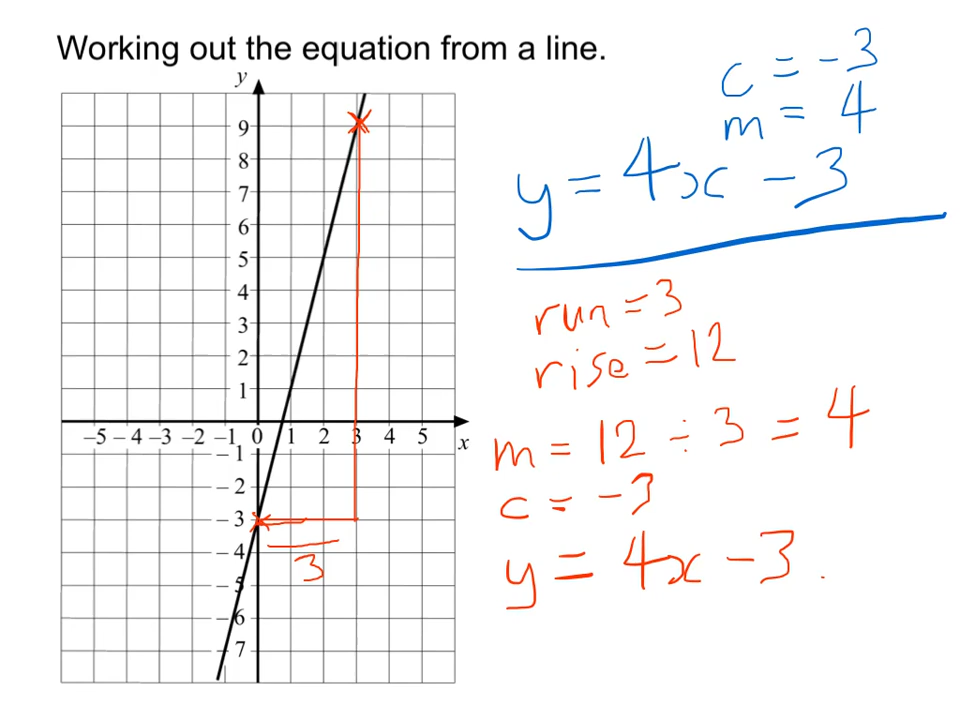 Working out the equation from a line.
c = -3
m = 4
y = 4x - 3
run = 3
rise = 12
m = 12 ÷ 3 = 4
c = -3
y = 4x - 3.
y
9
8
7
6
5
4
3
2
1
-5 -4 -3 -2 -1 0 1 2 3 4 5 x
-1
-2
-3
-4
-5
-6
-7
3